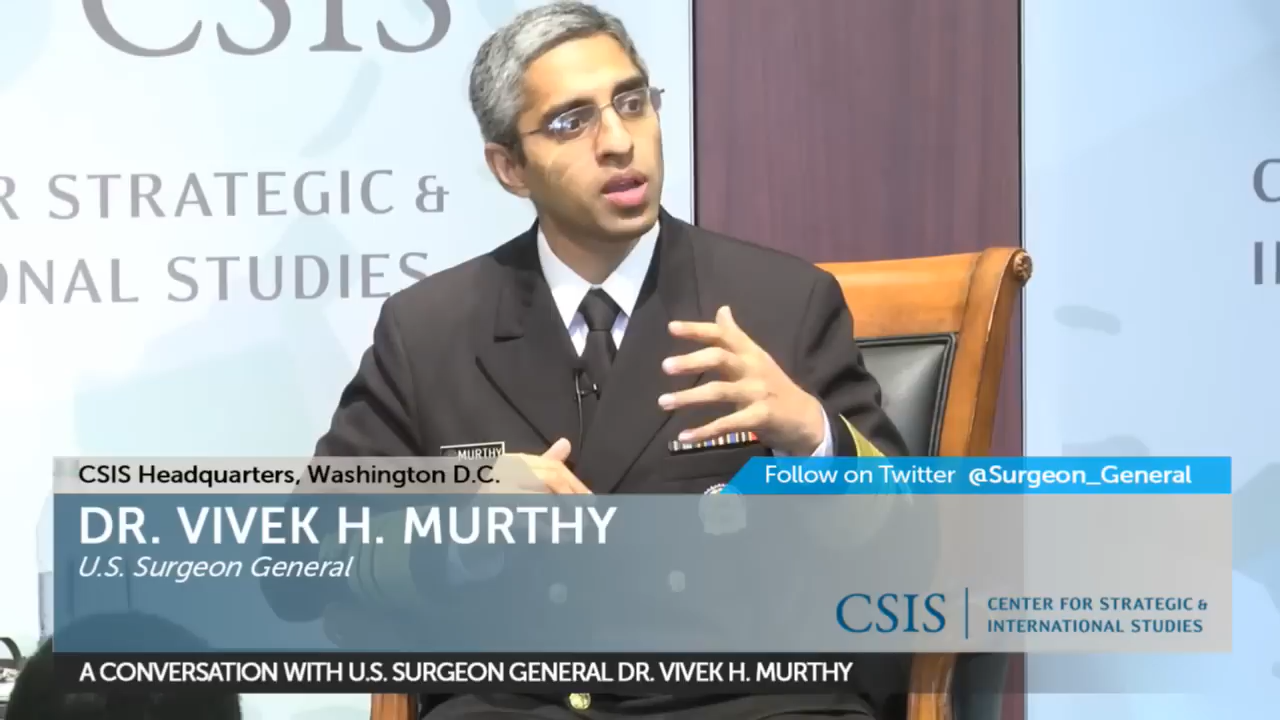 CSIS
R STRATEGIC &
ONAL STUDIES
MURTHY
CSIS Headquarters, Washington D.C.
Follow on Twitter @Surgeon_General
DR. VIVEK H. MURTHY
U.S. Surgeon General
CSIS
CENTER FOR STRATEGIC &
INTERNATIONAL STUDIES
A CONVERSATION WITH U.S. SURGEON GENERAL DR. VIVEK H. MURTHY